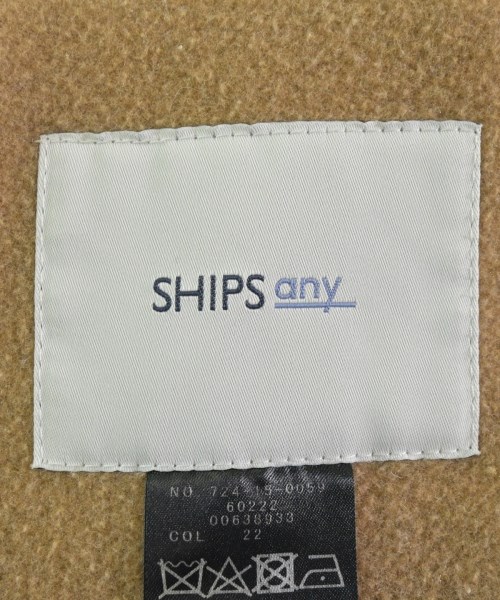 SHIPS any
NO. 724-15-0059
60222
00638933
COL 22